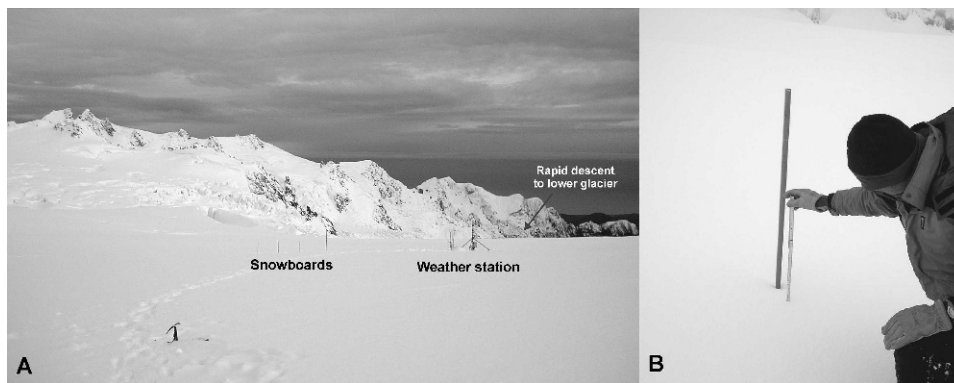 Rapid descent
to lower glacier
Snowboards
Weather station
A
B